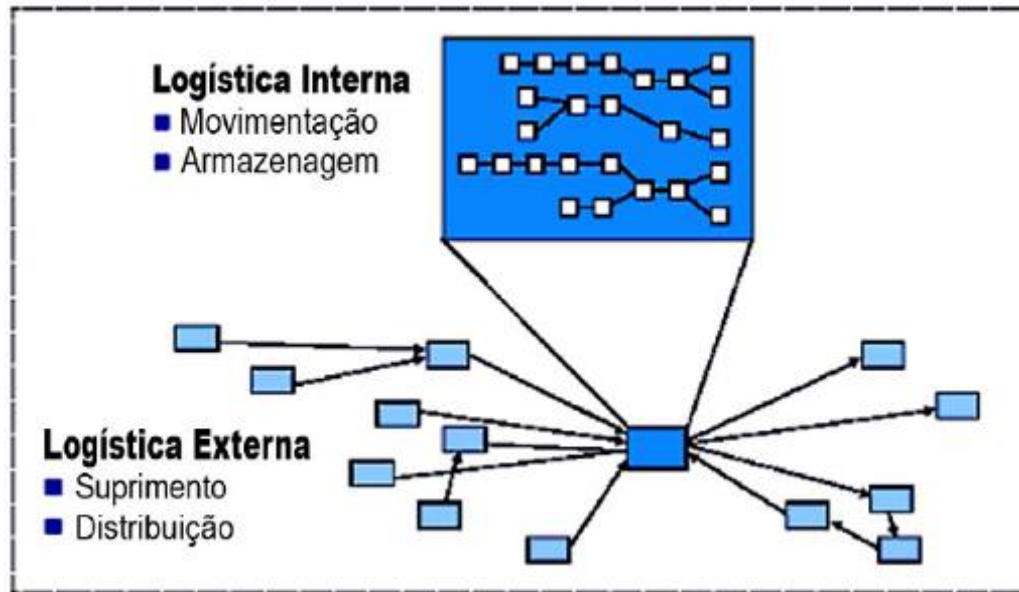 Logística Interna
Movimentação
Armazenagem
Logística Externa
Suprimento
Distribuição